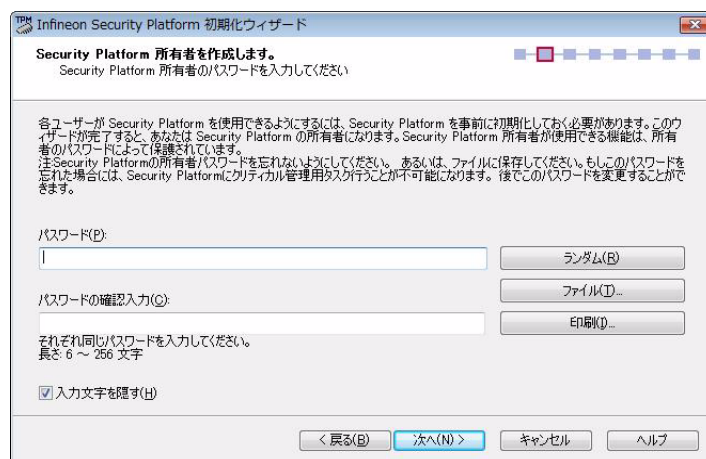 TPM
Infineon Security Platform 初期化ウィザード
Security Platform 所有者を作成します。
Security Platform 所有者のパスワードを入力してください
各ユーザーが Security Platform を使用できるようにするには、Security Platform を事前に初期化しておく必要があります。このウ
ィザードが完了すると、あなたは Security Platform の所有者になります。Security Platform 所有者が使用できる機能は、所有
者のパスワードによって保護されています。
注:Security Platformの所有者パスワードを忘れないようにしてください。 あるいは、ファイルに保存してください。もしこのパスワードを
忘れた場合には、Security Platformにクリティカル管理用タスク行うことが不可能になります。 後でこのパスワードを変更することがで
きます。
パスワード(P):
ランダム(R)
ファイル(T)...
パスワードの確認入力(C):
印刷(I)...
それぞれ同じパスワードを入力してください。
長さ: 6 ~ 256 文字
入力文字を隠す(H)
< 戻る(B)
次へ(N) >
キャンセル
ヘルプ